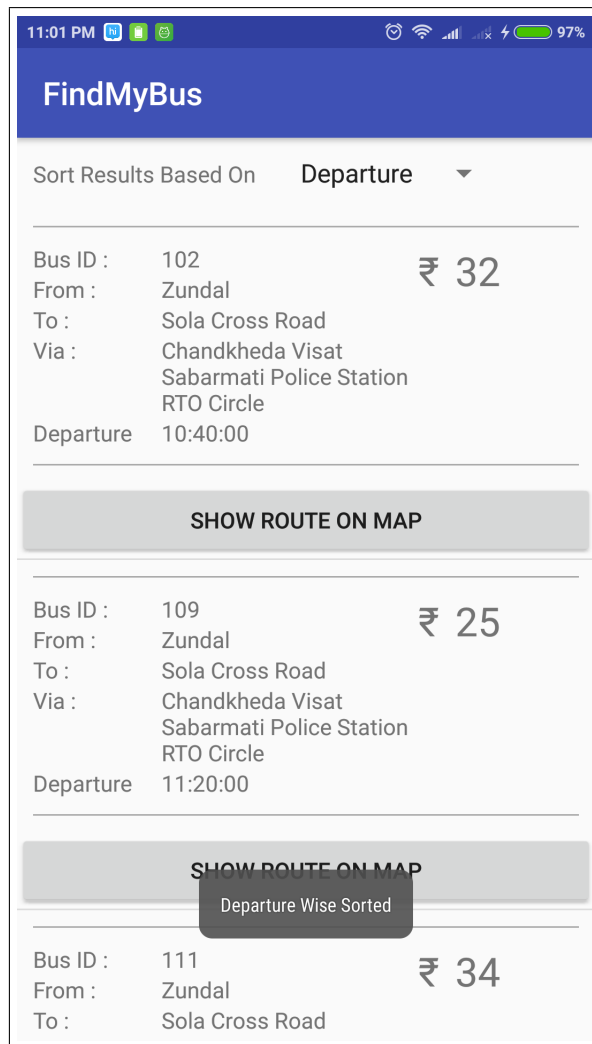 11:01 PM hi 97%
FindMyBus
Sort Results Based On Departure
Bus ID : 102 ₹ 32
From : Zundal
To : Sola Cross Road
Via : Chandkheda Visat
Sabarmati Police Station
RTO Circle
Departure 10:40:00
SHOW ROUTE ON MAP
Bus ID : 109 ₹ 25
From : Zundal
To : Sola Cross Road
Via : Chandkheda Visat
Sabarmati Police Station
RTO Circle
Departure 11:20:00
SHOW ROUTE ON MAP
Departure Wise Sorted
Bus ID : 111 ₹ 34
From : Zundal
To : Sola Cross Road